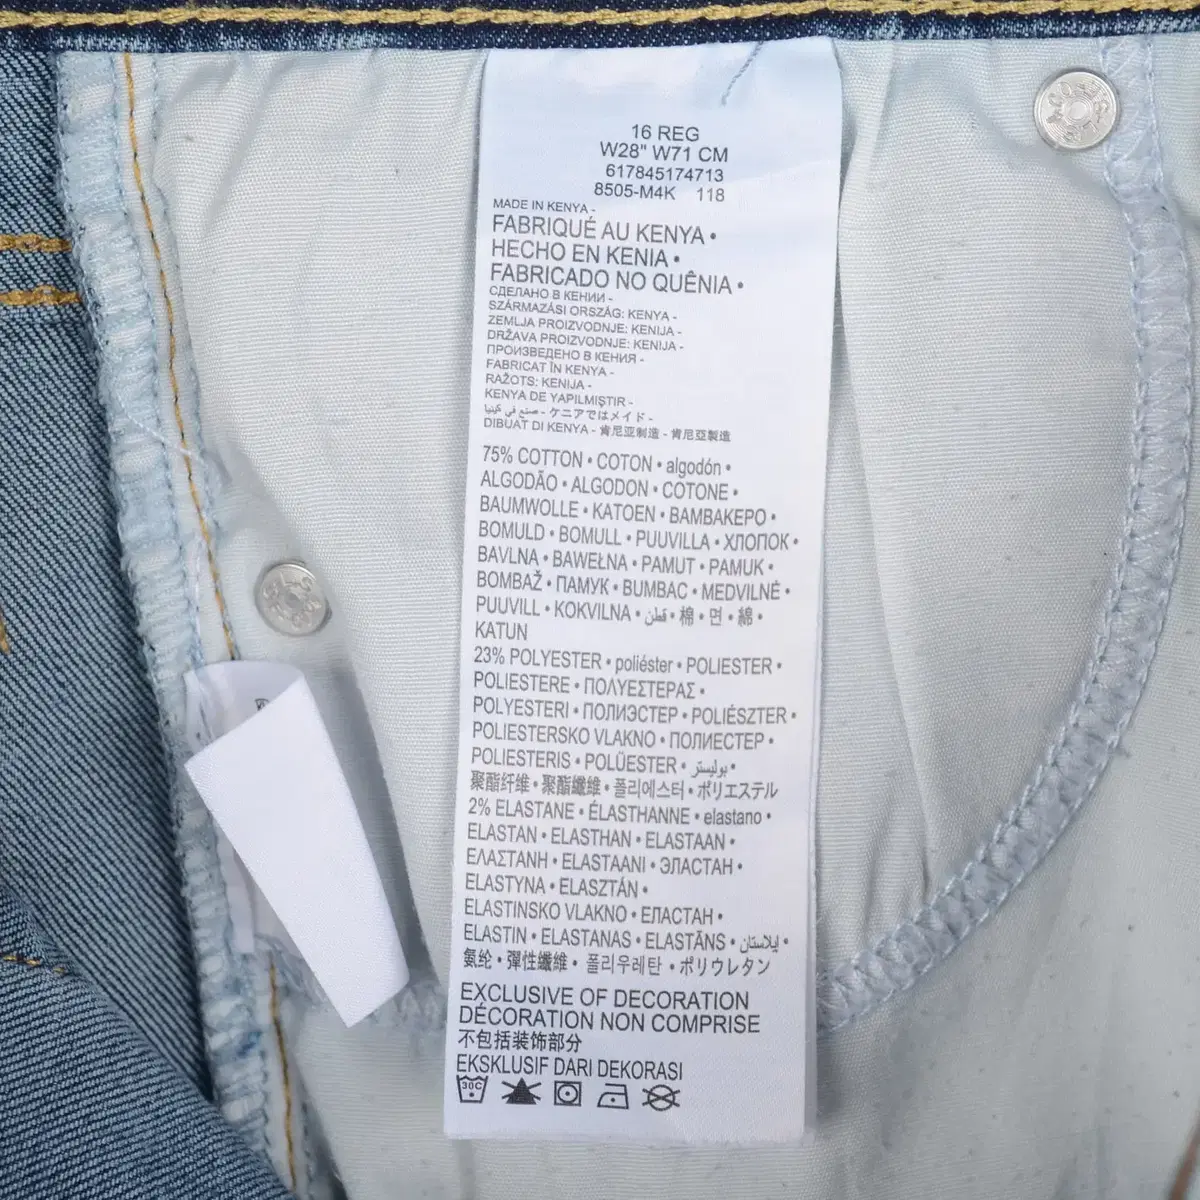 16 REG
W28" W71 CM
617845174713
8505-M4K 118
MADE IN KENYA -
FABRIQUÉ AU KENYA •
HECHO EN KENIA •
FABRICADO NO QUÊNIA •
СДЕЛАНО В КЕНИИ -
SZÁRMAZÁSI ORSZÁG: KENYA -
ZEMLJA PROIZVODNJE: KENIJA -
DRŽAVA PROIZVODNJE: KENIJA -
ПРОИЗВЕДЕНО В КЕНИЯ -
FABRICAT ÎN KENYA -
RAŽOTS: KENIJA -
KENYA DE YAPILMIŞTIR -
صنع في كينيا - ケニアではメイド -
DIBUAT DI KENYA - 肯尼亚制造 - 肯尼亞製造
75% COTTON • COTON • algodón •
ALGODÃO • ALGODON • COTONE •
BAUMWOLLE • KATOEN • ΒΑΜΒΑΚΕΡΟ •
BOMULD • BOMULL • PUUVILLA • ХЛОПОК •
BAVLNA • BAWEŁNA • PAMUT • PAMUK •
BOMBAŽ • ПАМУК • BUMBAC • MEDVILNĖ •
PUUVILL • KOKVILNA • قطن • 棉 • 면 • 綿 •
KATUN
23% POLYESTER • poliéster • POLIESTER •
POLIESTERE • ΠΟΛΥΕΣΤΕΡΑΣ •
POLYESTERI • ПОЛИЭСТЕР • POLIÉSZTER •
POLIESTERSKO VLAKNO • ПОЛИЕСТЕР •
POLIESTERIS • POLÜESTER • بوليستر •
聚酯纤维 • 聚酯纖維 • 폴리에스터 • ポリエステル
2% ELASTANE • ÉLASTHANNE • elastano •
ELASTAN • ELASTHAN • ELASTAAN •
ΕΛΑΣΤΑΝΗ • ELASTAANI • ЭЛАСТАН •
ELASTYNA • ELASZTÁN •
ELASTINSKO VLAKNO • ЕЛАСТАН •
ELASTIN • ELASTANAS • ELASTĀNS • إيلاستان •
氨纶 • 彈性纖維 • 폴리우레탄 • ポリウレタン
EXCLUSIVE OF DECORATION
DÉCORATION NON COMPRISE
不包括装饰部分
EKSKLUSIF DARI DEKORASI
30C